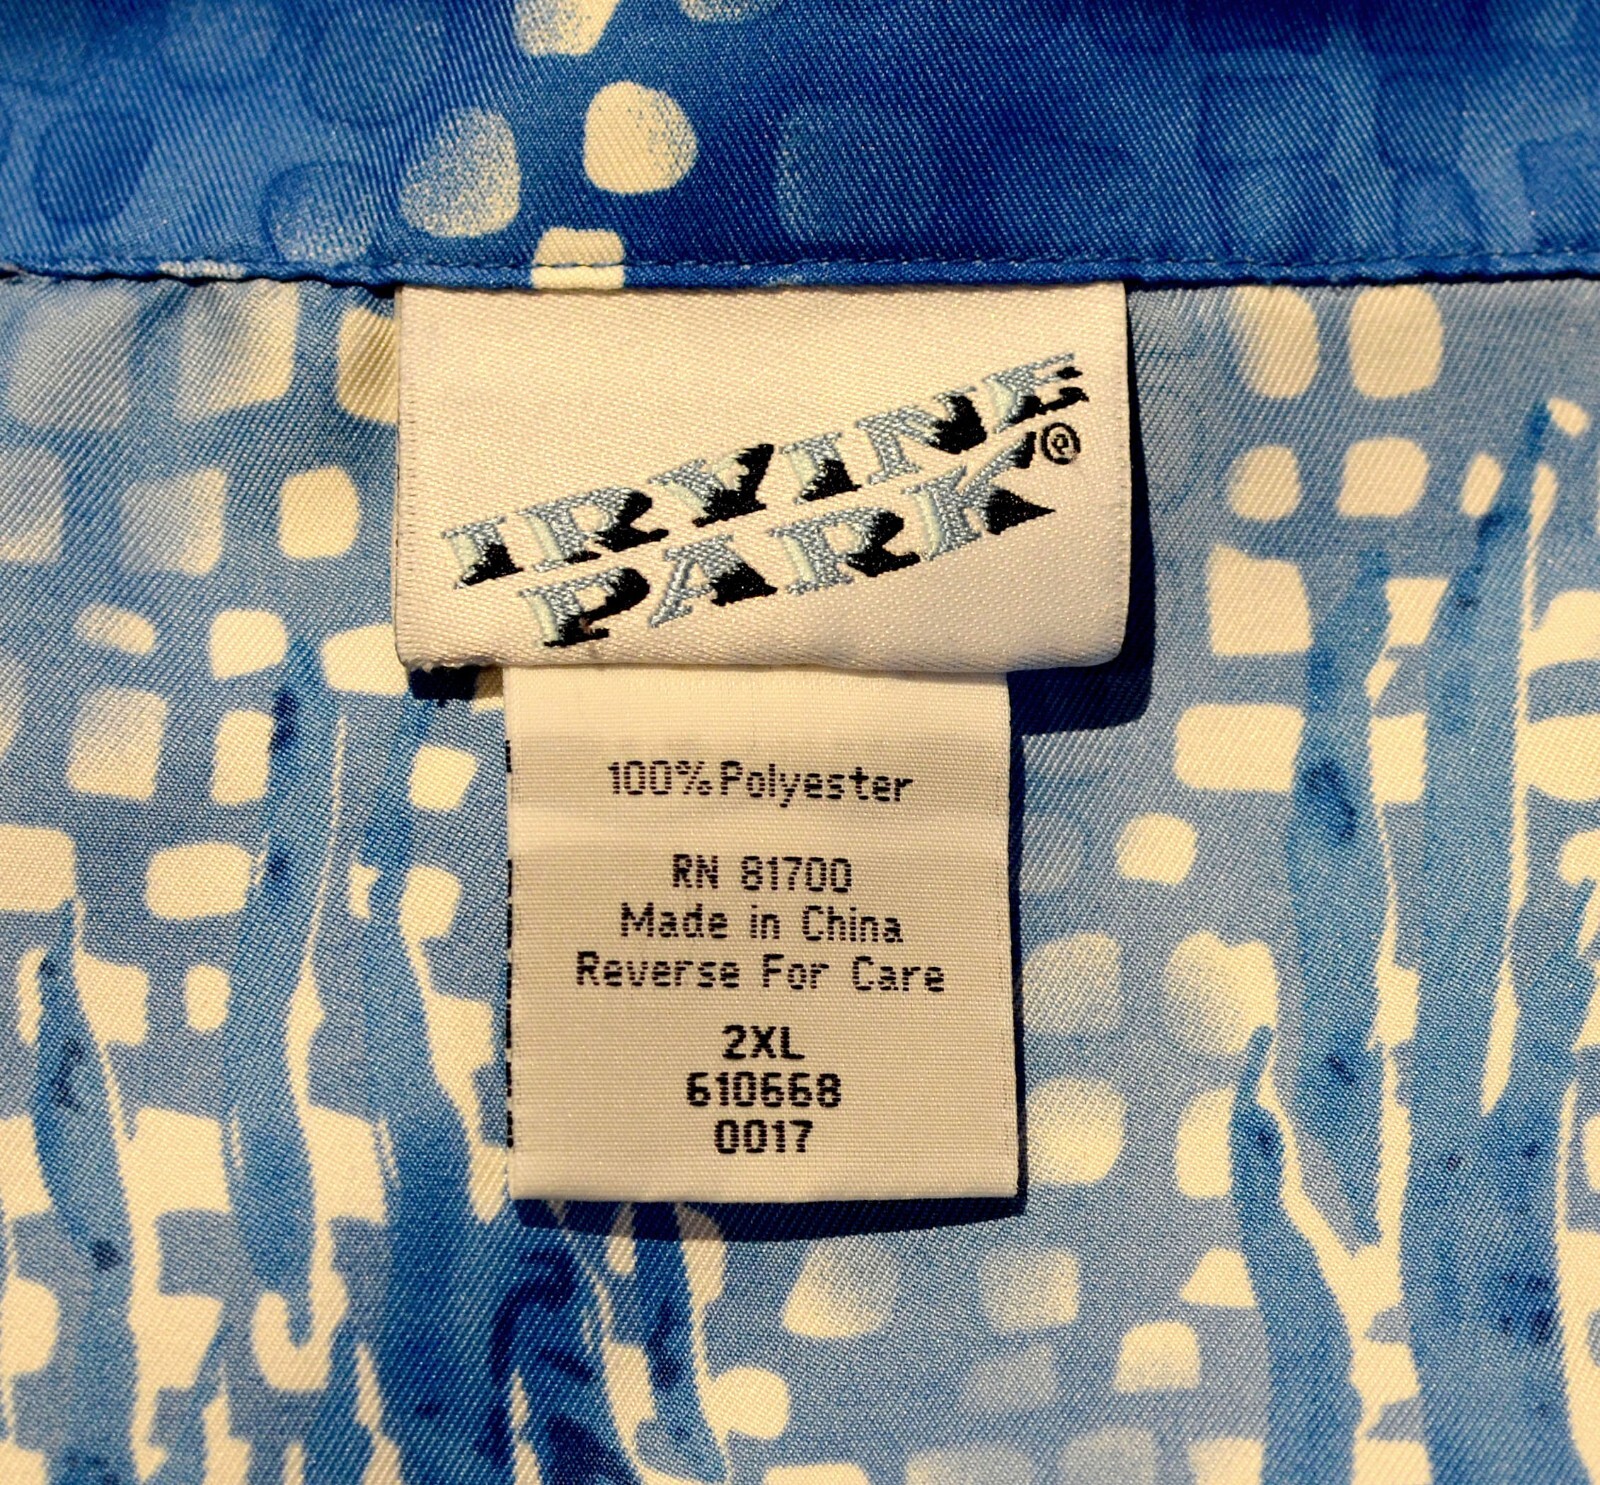 IRVINE
PARK®
100% Polyester
RN 81700
Made in China
Reverse For Care
2XL
610668
0017